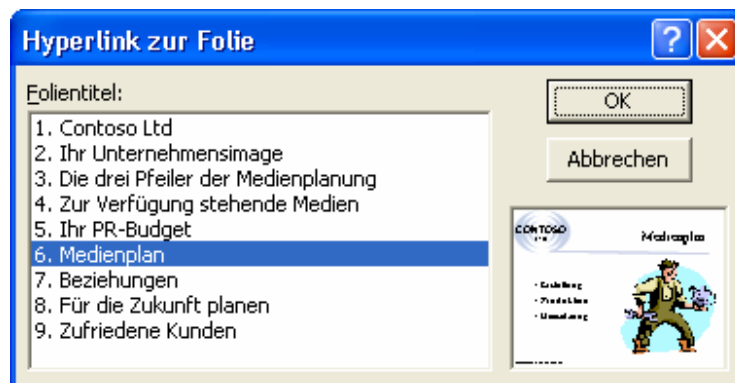 Hyperlink zur Folie
Folientitel:
1. Contoso Ltd
2. Ihr Unternehmensimage
3. Die drei Pfeiler der Medienplanung
4. Zur Verfügung stehende Medien
5. Ihr PR-Budget
6. Medienplan
7. Beziehungen
8. Für die Zukunft planen
9. Zufriedene Kunden
OK
Abbrechen
CONTOSO
Medienplan